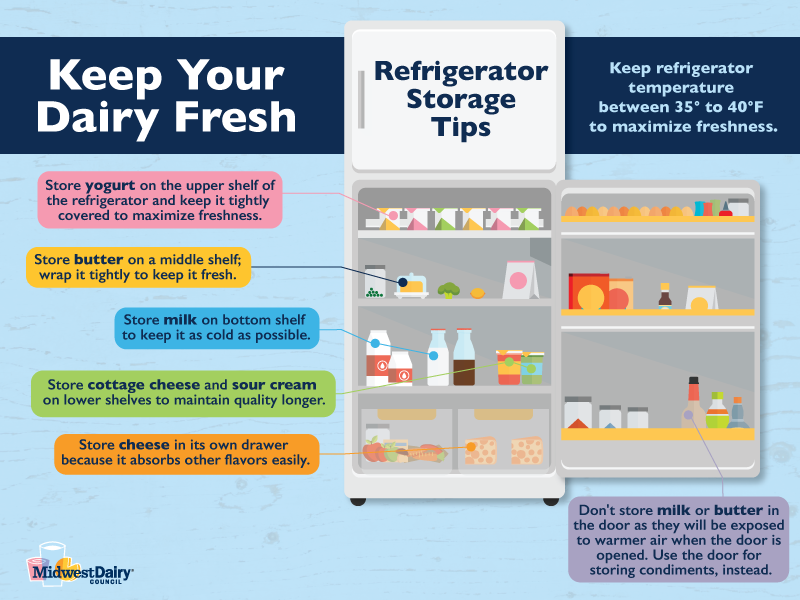 Keep Your
Dairy Fresh
Refrigerator
Storage
Tips
Keep refrigerator
temperature
between 35° to 40°F
to maximize freshness.
Store yogurt on the upper shelf of
the refrigerator and keep it tightly
covered to maximize freshness.
Store butter on a middle shelf;
wrap it tightly to keep it fresh.
Store milk on bottom shelf
to keep it as cold as possible.
Store cottage cheese and sour cream
on lower shelves to maintain quality longer.
Store cheese in its own drawer
because it absorbs other flavors easily.
Don't store milk or butter in
the door as they will be exposed
to warmer air when the door is
opened. Use the door for
storing condiments, instead.
MidwestDairy
COUNCIL